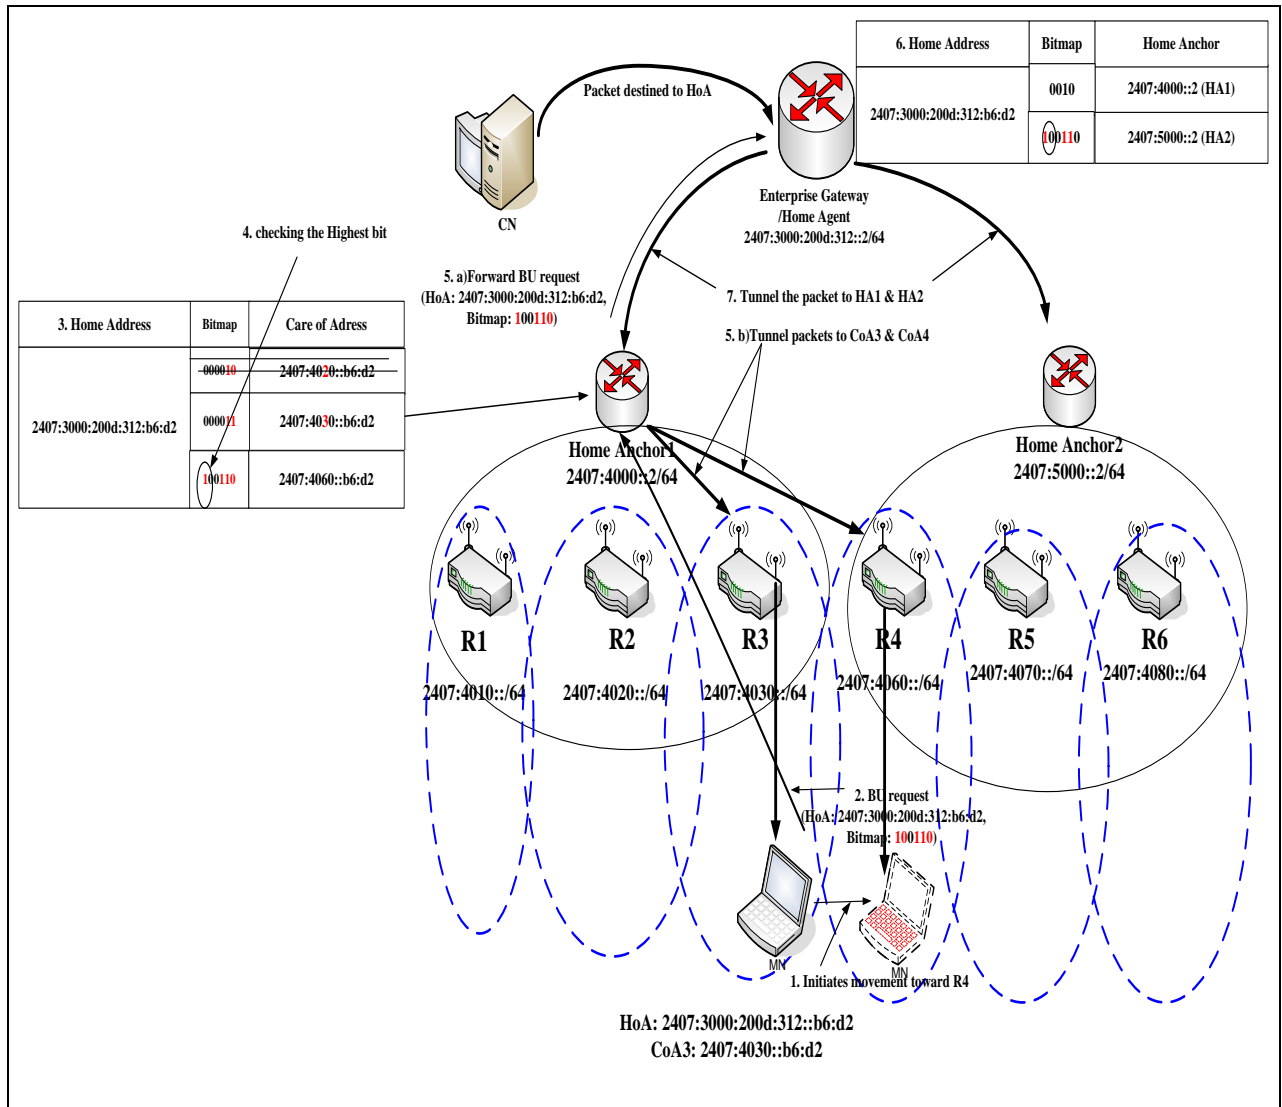 6. Home Address
Bitmap
Home Anchor
2407:3000:200d:312:b6:d2
0010
2407:4000::2 (HA1)
100110
2407:5000::2 (HA2)
Packet destined to HoA
CN
Enterprise Gateway
/Home Agent
2407:3000:200d:312::2/64
4. checking the Highest bit
5. a)Forward BU request
(HoA: 2407:3000:200d:312:b6:d2,
Bitmap: 100110)
7. Tunnel the packet to HA1 & HA2
5. b)Tunnel packets to CoA3 & CoA4
3. Home Address
Bitmap
Care of Adress
2407:3000:200d:312:b6:d2
000010
2407:4020::b6:d2
000011
2407:4030::b6:d2
100110
2407:4060::b6:d2
Home Anchor1
2407:4000::2/64
Home Anchor2
2407:5000::2/64
R1
R2
R3
R4
R5
R6
2407:4010::/64
2407:4020::/64
2407:4030::/64
2407:4060::/64
2407:4070::/64
2407:4080::/64
2. BU request
(HoA: 2407:3000:200d:312:b6:d2,
Bitmap: 100110)
MN
MN
1. Initiates movement toward R4
HoA: 2407:3000:200d:312::b6:d2
CoA3: 2407:4030::b6:d2